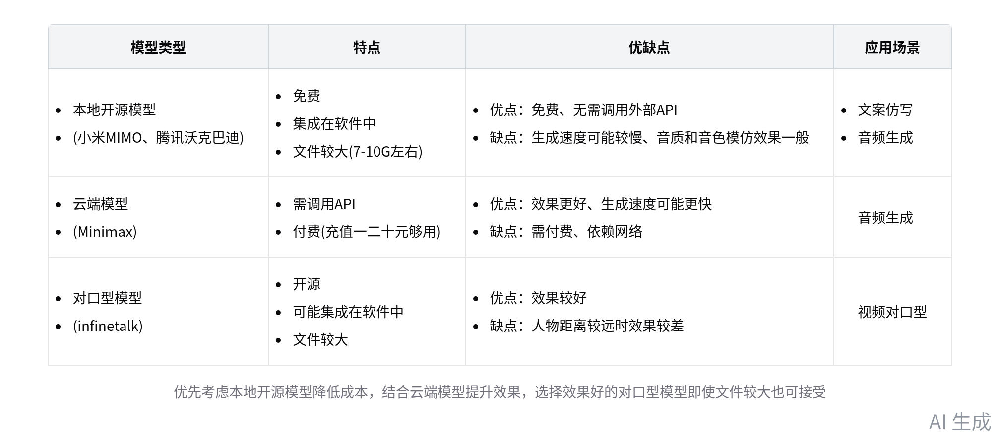 模型类型
特点
优缺点
应用场景
本地开源模型
(小米MIMO、腾讯沃克巴迪)
免费
集成在软件中
文件较大(7-10G左右)
优点：免费、无需调用外部API
缺点：生成速度可能较慢、音质和音色模仿效果一般
文案仿写
音频生成
云端模型
(Minimax)
需调用API
付费(充值一二十元够用)
优点：效果更好、生成速度可能更快
缺点：需付费、依赖网络
音频生成
对口型模型
(infinetalk)
开源
可能集成在软件中
文件较大
优点：效果较好
缺点：人物距离较远时效果较差
视频对口型
优先考虑本地开源模型降低成本，结合云端模型提升效果，选择效果好的对口型模型即使文件较大也可接受
AI 生成